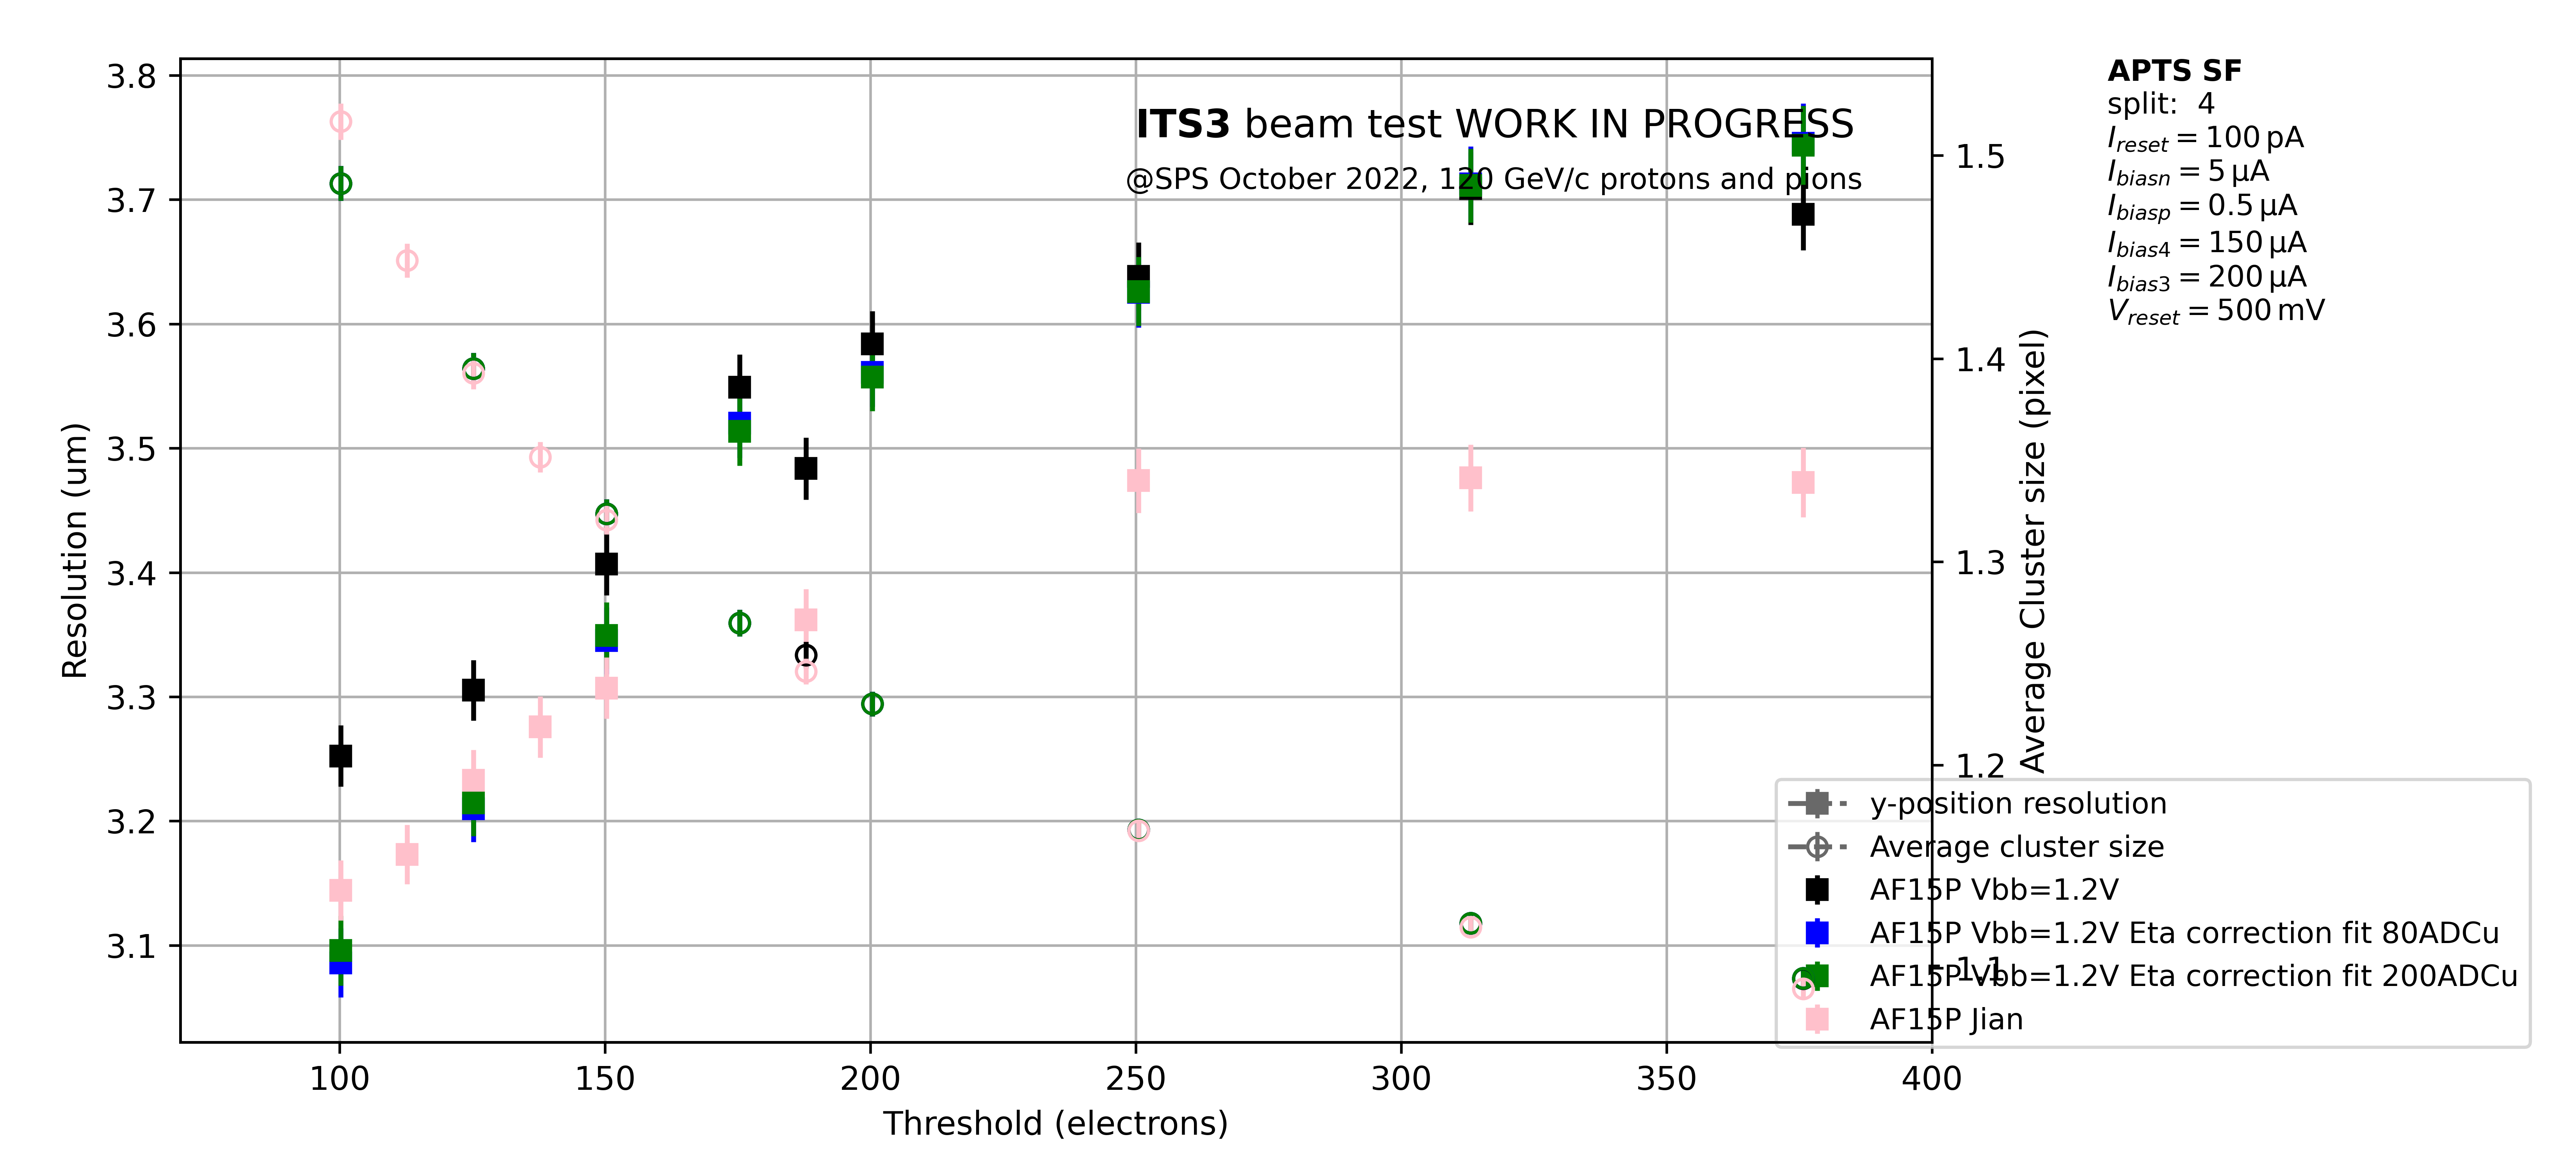 ITS3 beam test WORK IN PROGRESS
@SPS October 2022, 120 GeV/c protons and pions
3.8
3.7
3.6
3.5
3.4
3.3
3.2
3.1
Resolution (um)
100
150
200
250
300
350
400
Threshold (electrons)
1.5
1.4
1.3
1.2
1.1
Average Cluster size (pixel)
APTS SF
split: 4
I_reset = 100 pA
I_biasn = 5 µA
I_biasp = 0.5 µA
I_bias4 = 150 µA
I_bias3 = 200 µA
V_reset = 500 mV
y-position resolution
Average cluster size
AF15P Vbb=1.2V
AF15P Vbb=1.2V Eta correction fit 80ADCu
AF15P Vbb=1.2V Eta correction fit 200ADCu
AF15P Jian